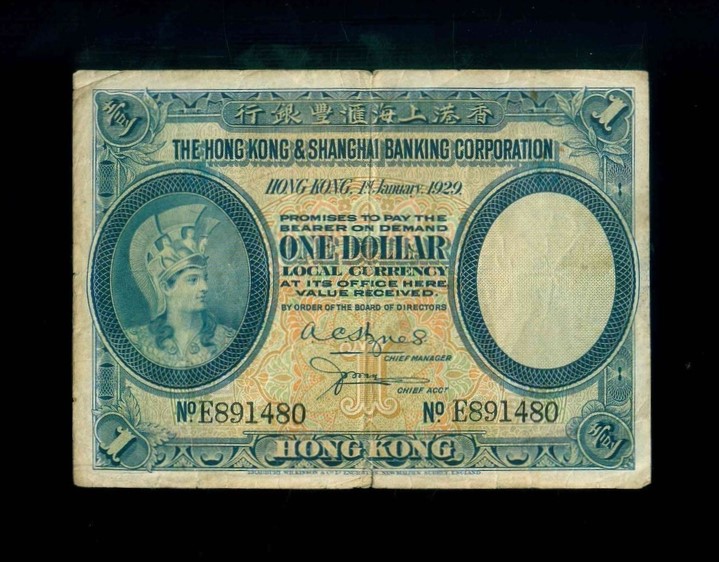 行銀豐滙海上港香
1
THE HONG KONG & SHANGHAI BANKING CORPORATION
HONG KONG, 1st January, 1929.
PROMISES TO PAY THE
BEARER ON DEMAND
ONE DOLLAR
LOCAL CURRENCY
AT ITS OFFICE HERE
VALUE RECEIVED.
BY ORDER OF THE BOARD OF DIRECTORS
CHIEF MANAGER
CHIEF ACCT
No. E891480
No. E891480
1
HONG KONG